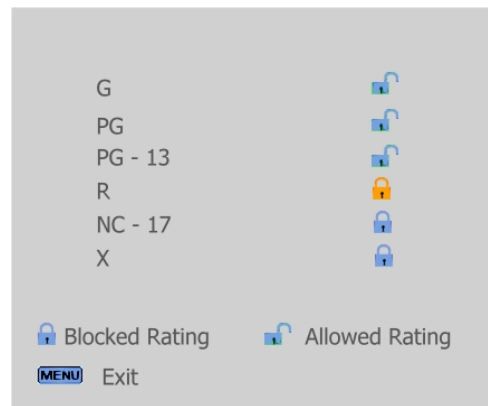 G
PG
PG - 13
R
NC - 17
X
Blocked Rating Allowed Rating
MENU Exit